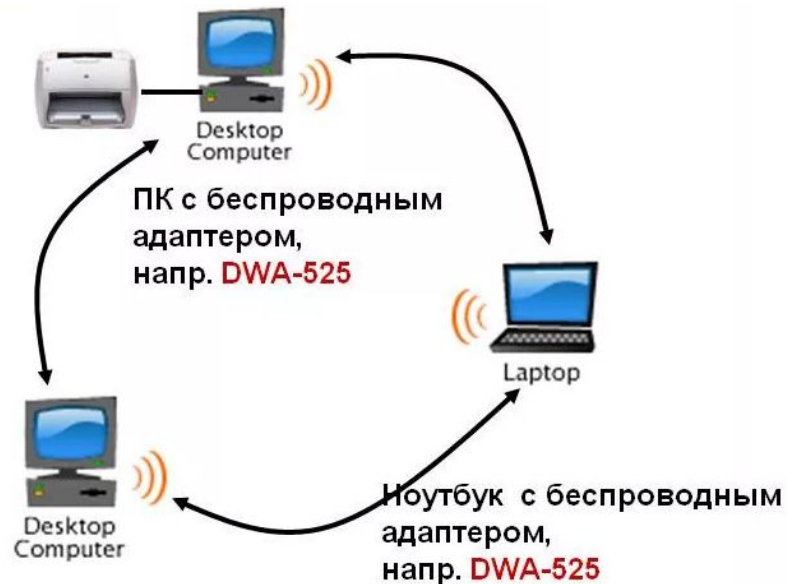 Desktop
Computer
ПК с беспроводным
адаптером,
напр. DWA-525
Laptop
Desktop
Computer
Ноутбук с беспроводным
адаптером,
напр. DWA-525